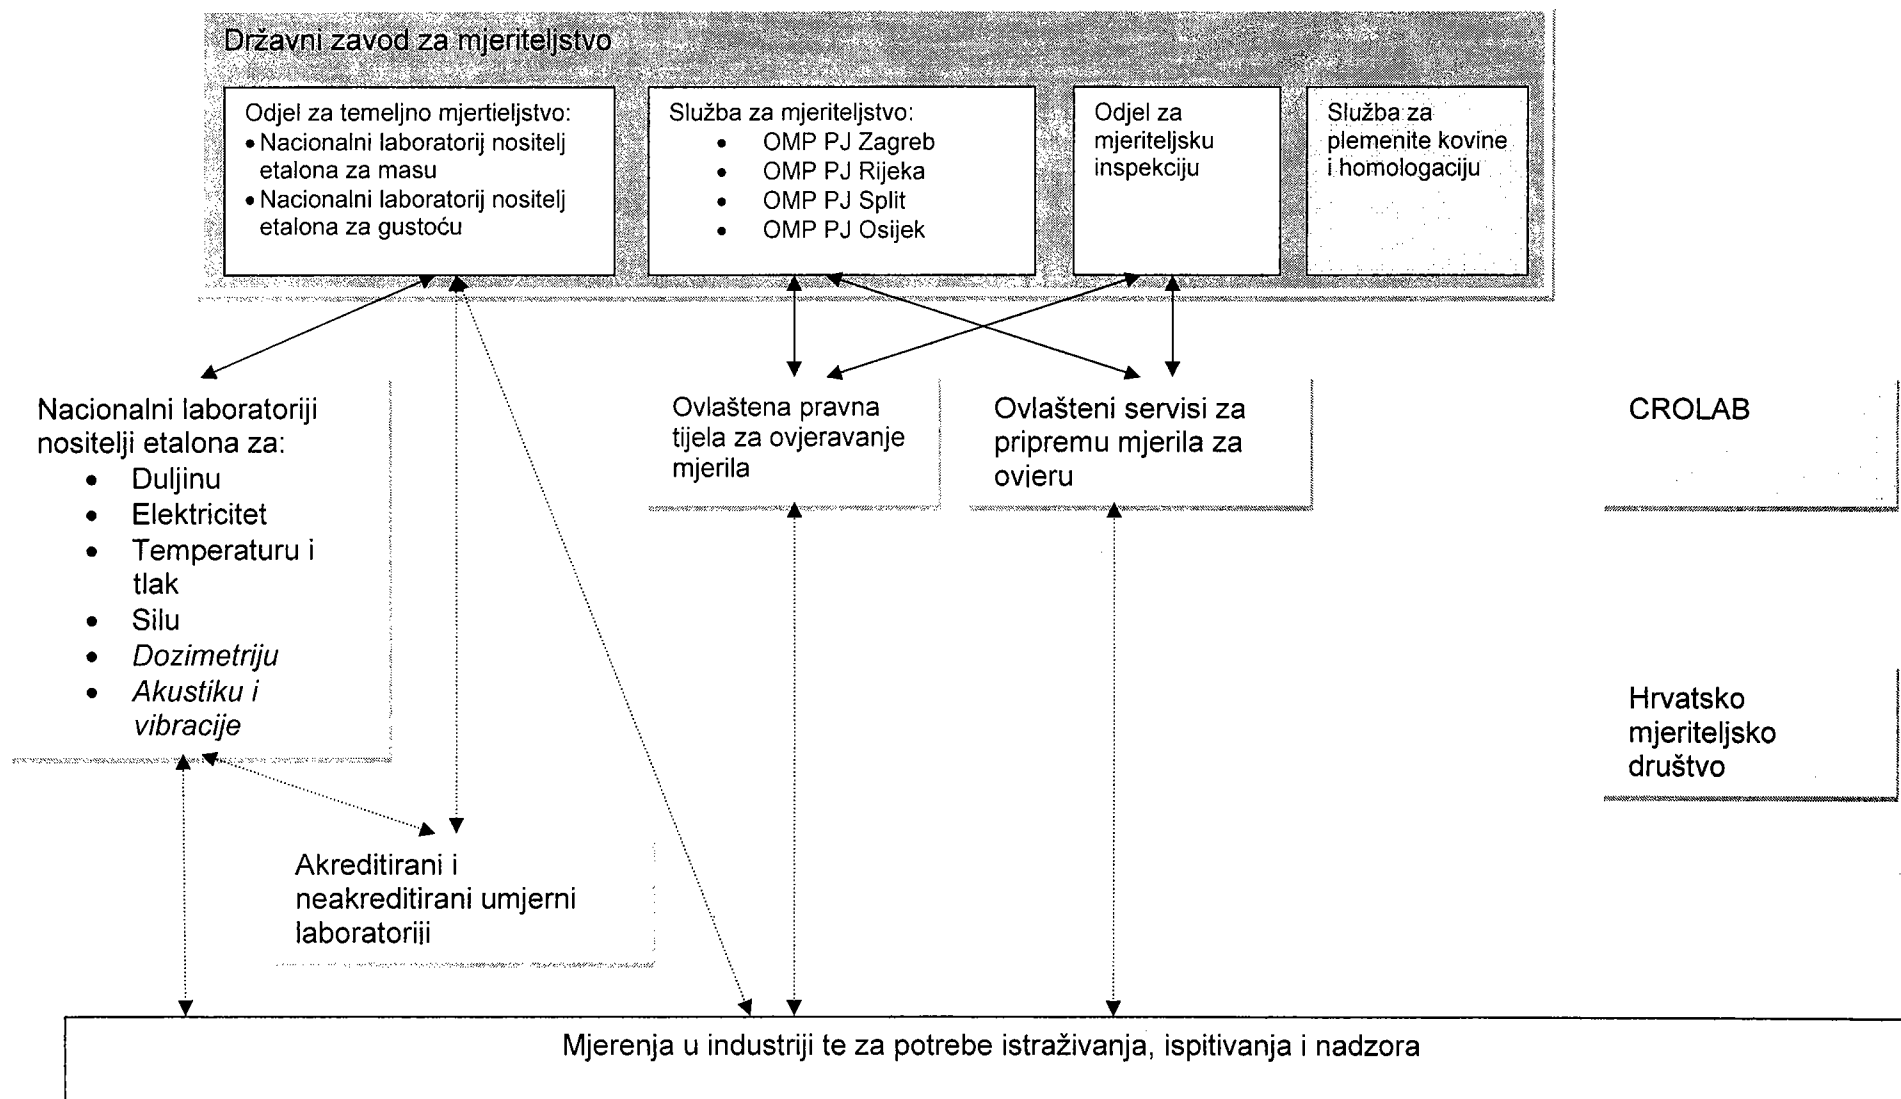 Državni zavod za mjeriteljstvo
Odjel za temeljno mjertieljstvo:
• Nacionalni laboratorij nositelj
etalona za masu
• Nacionalni laboratorij nositelj
etalona za gustoću
Služba za mjeriteljstvo:
• OMP PJ Zagreb
• OMP PJ Rijeka
• OMP PJ Split
• OMP PJ Osijek
Odjel za
mjeriteljsku
inspekciju
Služba za
plemenite kovine
i homologaciju
Nacionalni laboratoriji
nositelji etalona za:
• Duljinu
• Elektricitet
• Temperaturu i
tlak
• Silu
• Dozimetriju
• Akustiku i
vibracije
Ovlaštena pravna
tijela za ovjeravanje
mjerila
Ovlašteni servisi za
pripremu mjerila za
ovjeru
CROLAB
Hrvatsko
mjeriteljsko
društvo
Akreditirani i
neakreditirani umjerni
laboratoriji
Mjerenja u industriji te za potrebe istraživanja, ispitivanja i nadzora